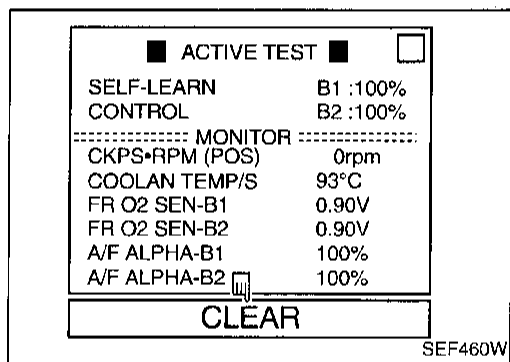 ■ ACTIVE TEST ■
SELF-LEARN B1 :100%
CONTROL B2 :100%
========== MONITOR ==========
CKPS•RPM (POS) 0rpm
COOLAN TEMP/S 93°C
FR O2 SEN-B1 0.90V
FR O2 SEN-B2 0.90V
A/F ALPHA-B1 100%
A/F ALPHA-B2 100%
CLEAR
SEF460W